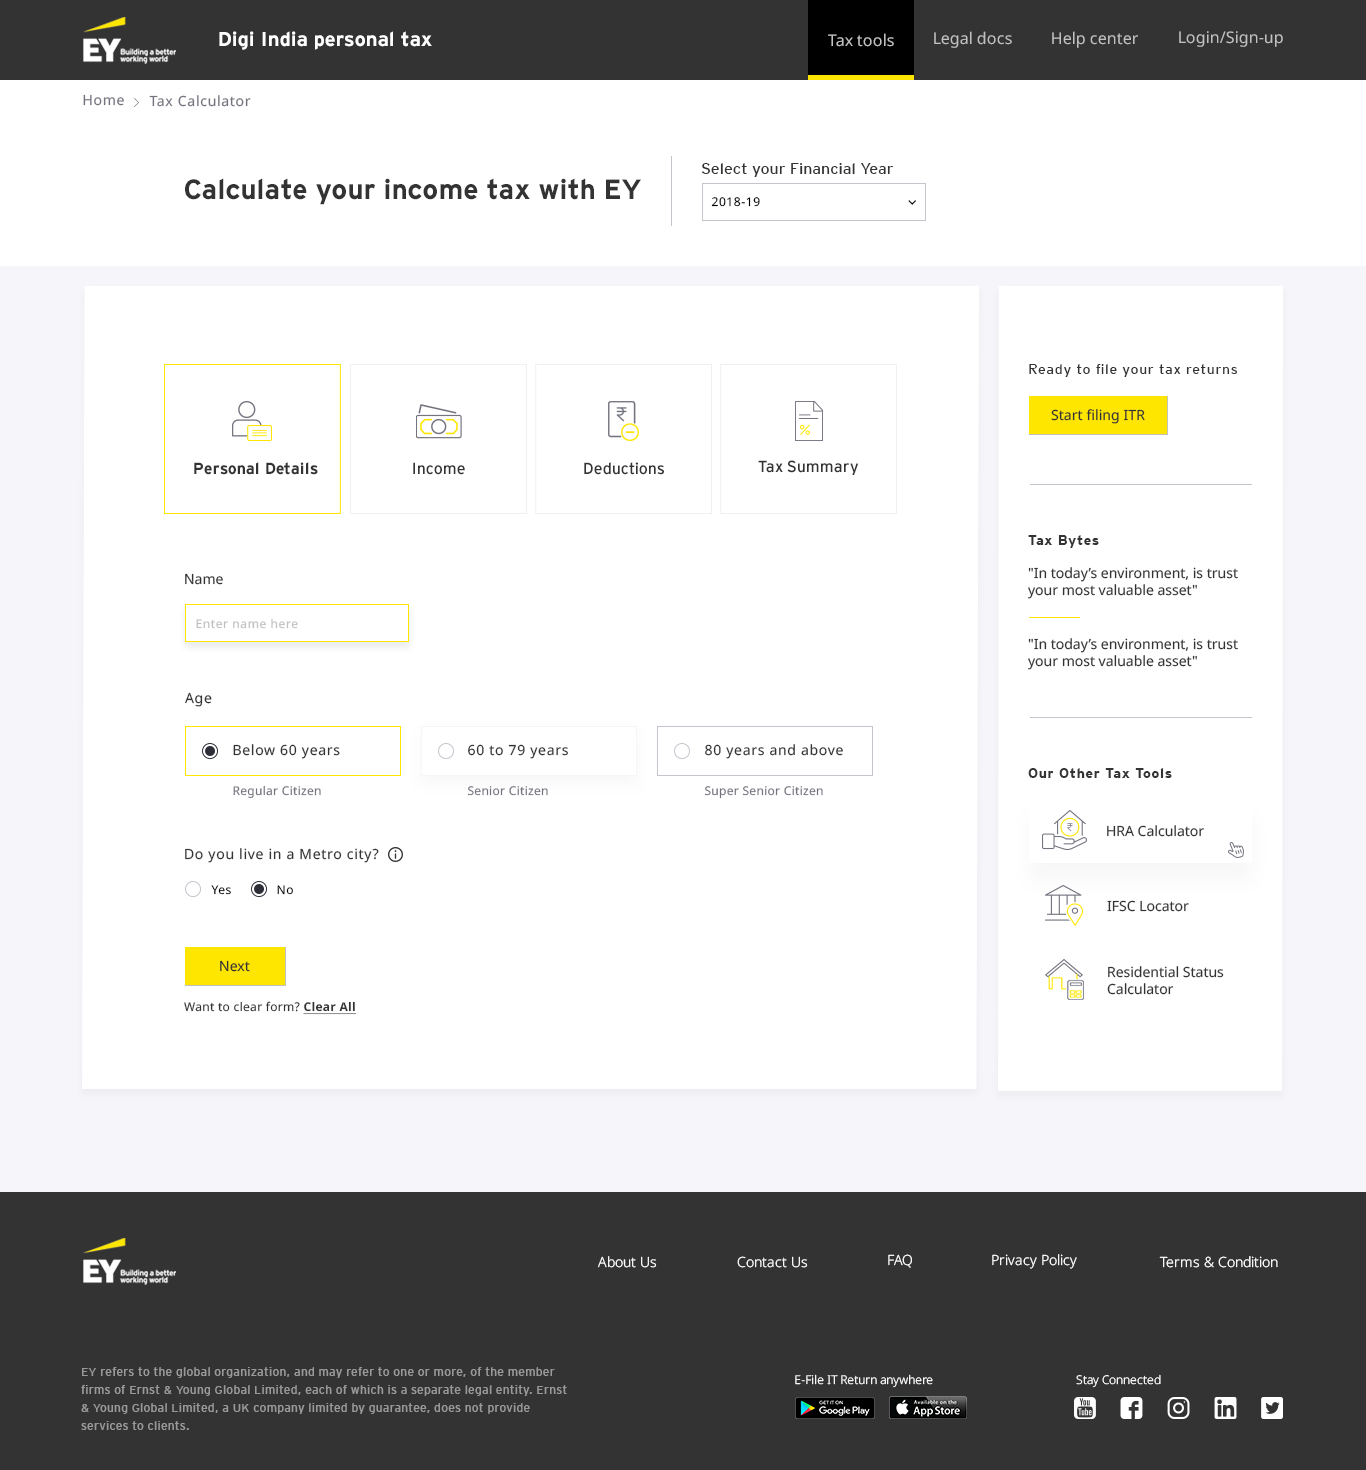 EY Building a better
working world
Digi India personal tax
Tax tools
Legal docs
Help center
Login/Sign-up
Home > Tax Calculator
Calculate your income tax with EY
Select your Financial Year
2018-19
Personal Details
Income
₹
Deductions
%
Tax Summary
Name
Enter name here
Age
Below 60 years
Regular Citizen
60 to 79 years
Senior Citizen
80 years and above
Super Senior Citizen
Do you live in a Metro city?
Yes
No
Next
Want to clear form? Clear All
Ready to file your tax returns
Start filing ITR
Tax Bytes
"In today’s environment, is trust
your most valuable asset"
"In today’s environment, is trust
your most valuable asset"
Our Other Tax Tools
₹
HRA Calculator
IFSC Locator
Residential Status
Calculator
EY Building a better
working world
About Us
Contact Us
FAQ
Privacy Policy
Terms & Condition
EY refers to the global organization, and may refer to one or more, of the member
firms of Ernst & Young Global Limited, each of which is a separate legal entity. Ernst
& Young Global Limited, a UK company limited by guarantee, does not provide
services to clients.
E-File IT Return anywhere
GET IT ON
Google Play
Available on the
App Store
Stay Connected
You
Tube
f
in